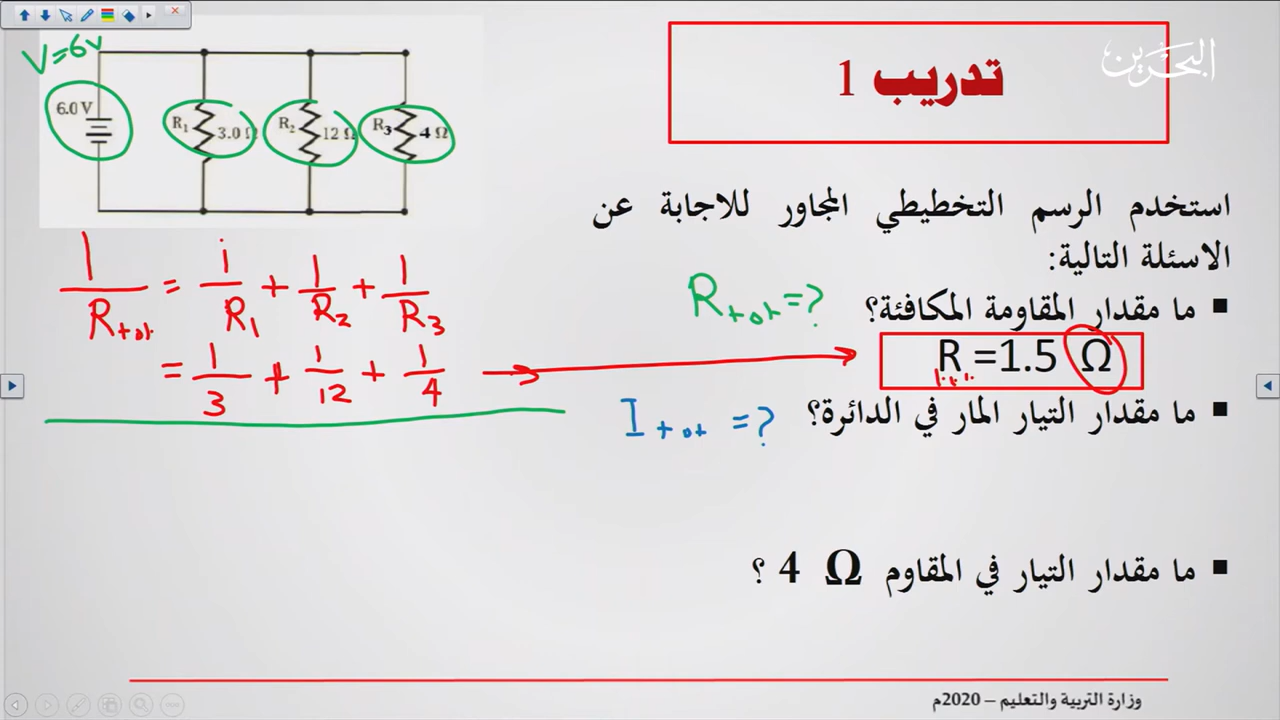 البحرين
تدريب 1
استخدم الرسم التخطيطي المجاور للاجابة عن
الاسئلة التالية:
▪ ما مقدار المقاومة المكافئة؟ Rtot=?
R =1.5 Ω
▪ ما مقدار التيار المار في الدائرة؟ Itot =?
▪ ما مقدار التيار في المقاوم 4 Ω ؟
V=6v
6.0 V
R1 3.0 Ω
R2 12 Ω
R3 4 Ω
1/Rtot = 1/R1 + 1/R2 + 1/R3
= 1/3 + 1/12 + 1/4
وزارة التربية والتعليم – 2020م